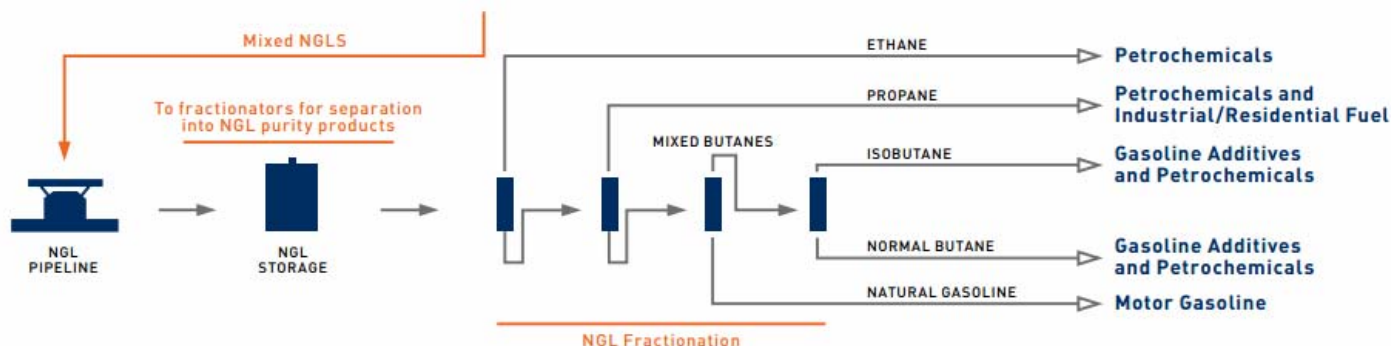 Mixed NGLS
To fractionators for separation
into NGL purity products
NGL
PIPELINE
NGL
STORAGE
ETHANE
Petrochemicals
PROPANE
Petrochemicals and
Industrial/Residential Fuel
MIXED BUTANES
ISOBUTANE
Gasoline Additives
and Petrochemicals
NORMAL BUTANE
Gasoline Additives
and Petrochemicals
NATURAL GASOLINE
Motor Gasoline
NGL Fractionation